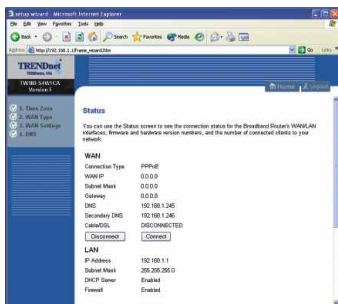 setup wizard - Microsoft Internet Explorer
File Edit View Favorites Tools Help
Back Search Favorites Media
Address http://192.168.1.1/Frame_wizard.htm Go Links
TRENDnet
TRENDware, USA
TW100-S4W1CA
Version F
Home Logout
1. Time Zone
2. WAN Type
3. WAN Settings
4. DNS
Status
You can use the Status screen to see the connection status for the Broadband Router's WAN/LAN
interfaces, firmware and hardware version numbers, and the number of connected clients to your
network.
WAN
Connection Type PPPoE
WAN IP 0.0.0.0
Subnet Mask 0.0.0.0
Gateway 0.0.0.0
DNS 192.168.1.245
Secondary DNS 192.168.1.246
Cable/DSL DISCONNECTED
Disconnect Connect
LAN
IP Address 192.168.1.1
Subnet Mask 255.255.255.0
DHCP Server Enabled
Firewall Enabled